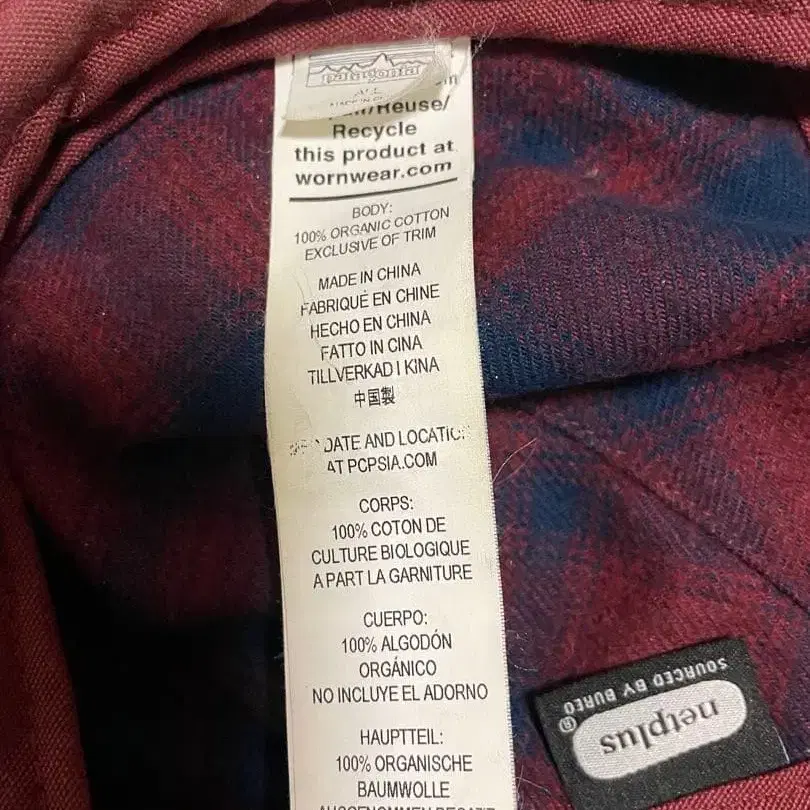 patagonia
ALL
Reuse/
Recycle
this product at
wornwear.com
BODY:
100% ORGANIC COTTON
EXCLUSIVE OF TRIM
MADE IN CHINA
FABRIQUÉ EN CHINE
HECHO EN CHINA
FATTO IN CINA
TILLVERKAD I KINA
中国製
DATE AND LOCATION
AT PCPSIA.COM
CORPS:
100% COTON DE
CULTURE BIOLOGIQUE
A PART LA GARNITURE
CUERPO:
100% ALGODÓN
ORGÁNICO
NO INCLUYE EL ADORNO
HAUPTTEIL:
100% ORGANISCHE
BAUMWOLLE
netplus®
SOURCED BY BUREO